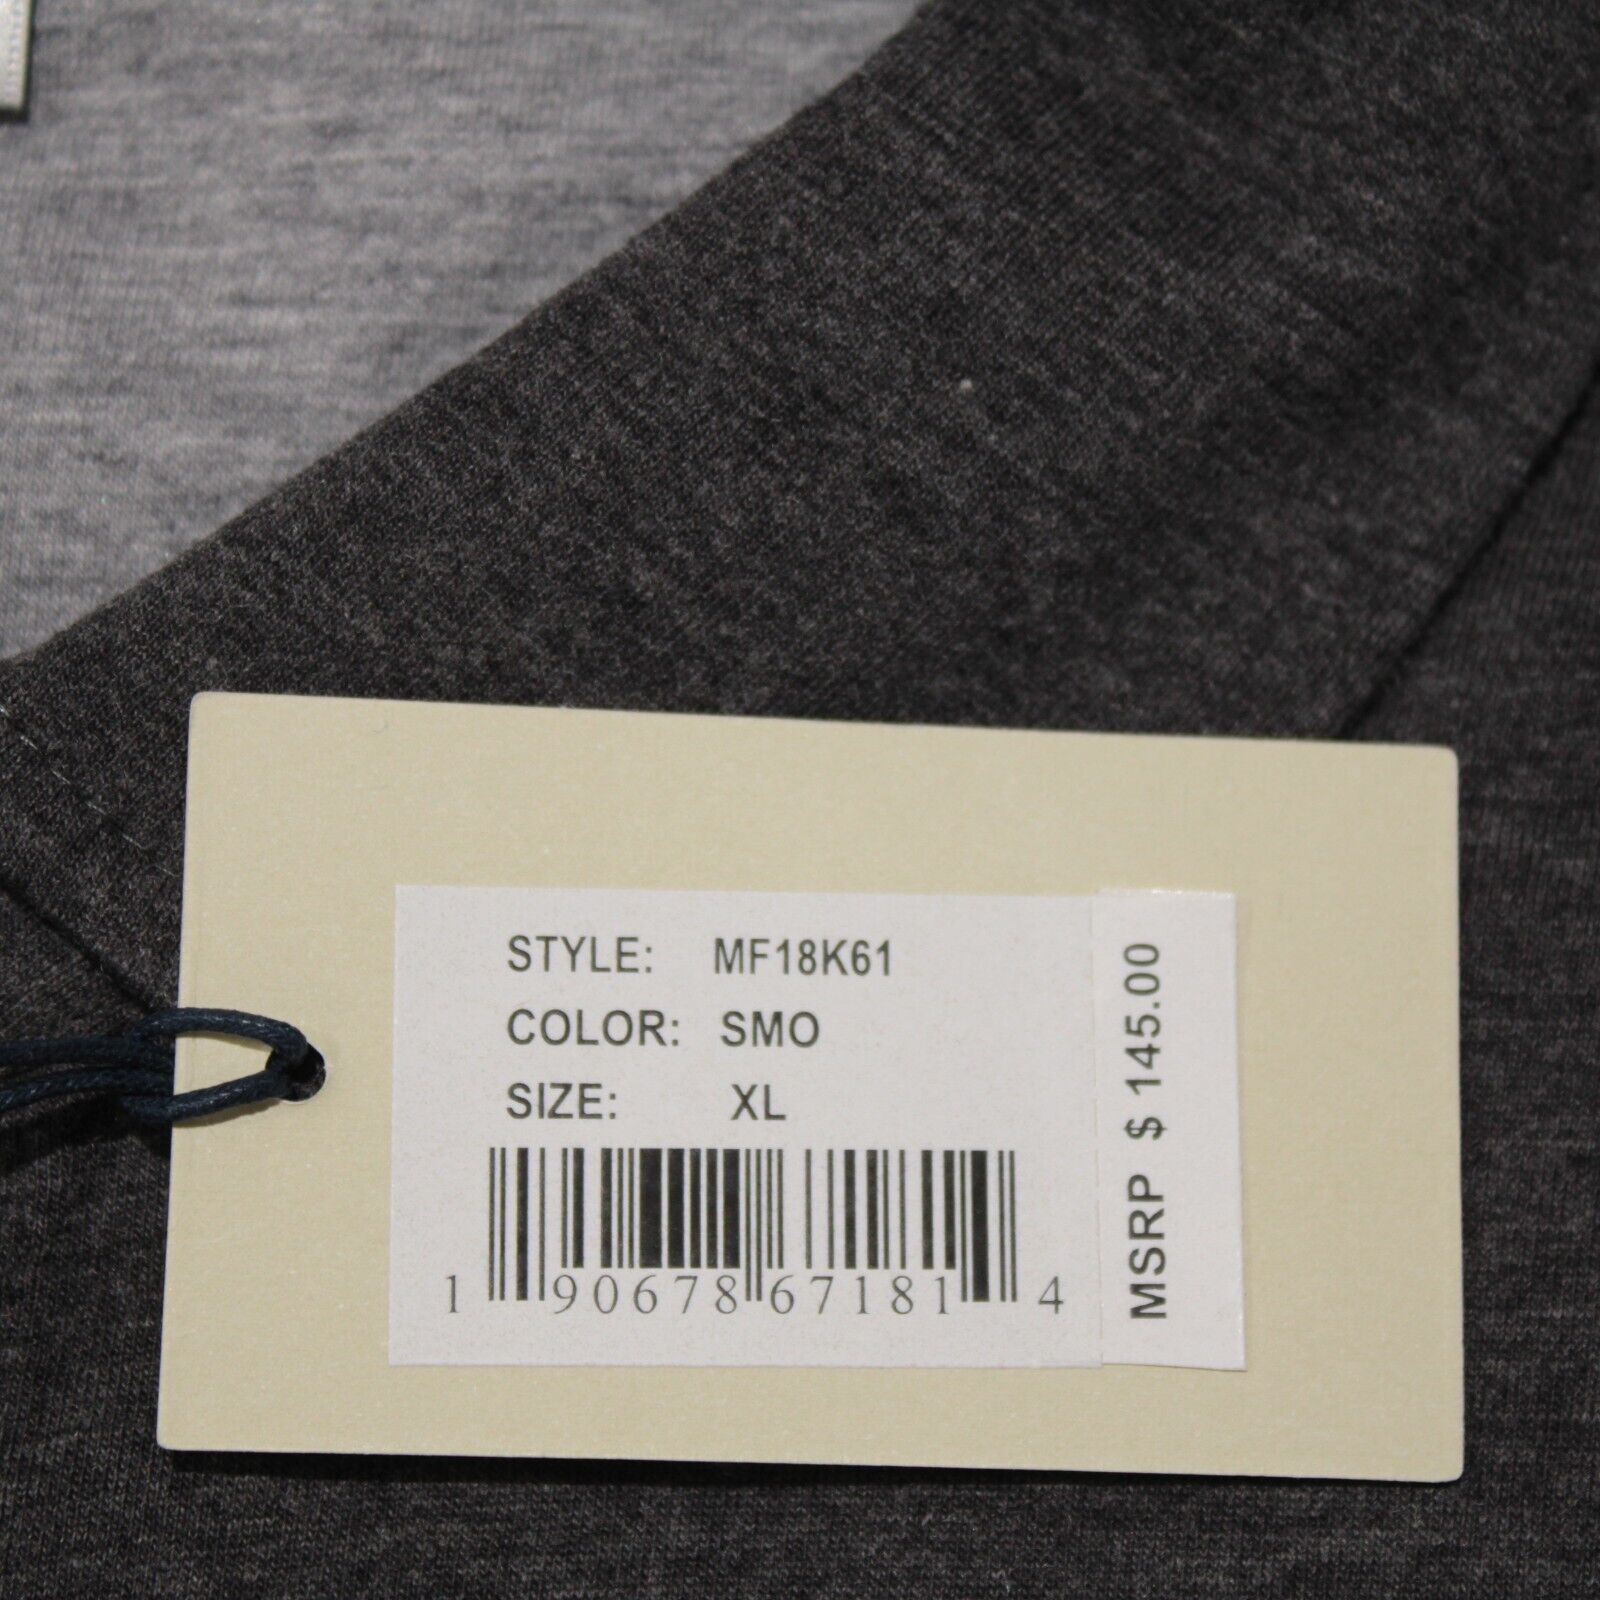 STYLE: MF18K61
COLOR: SMO
SIZE: XL
1 90678 67181 4
MSRP $ 145.00